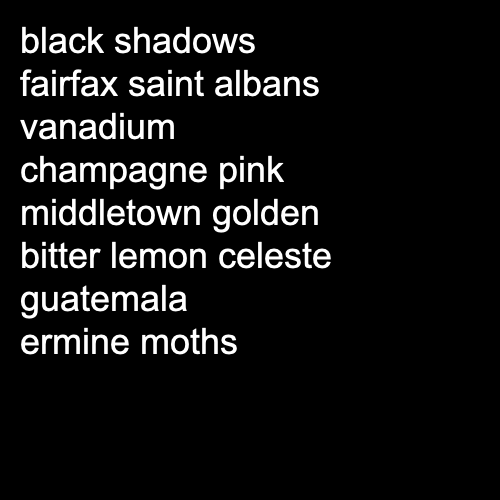 black shadows
fairfax saint albans
vanadium
champagne pink
middletown golden
bitter lemon celeste
guatemala
ermine moths